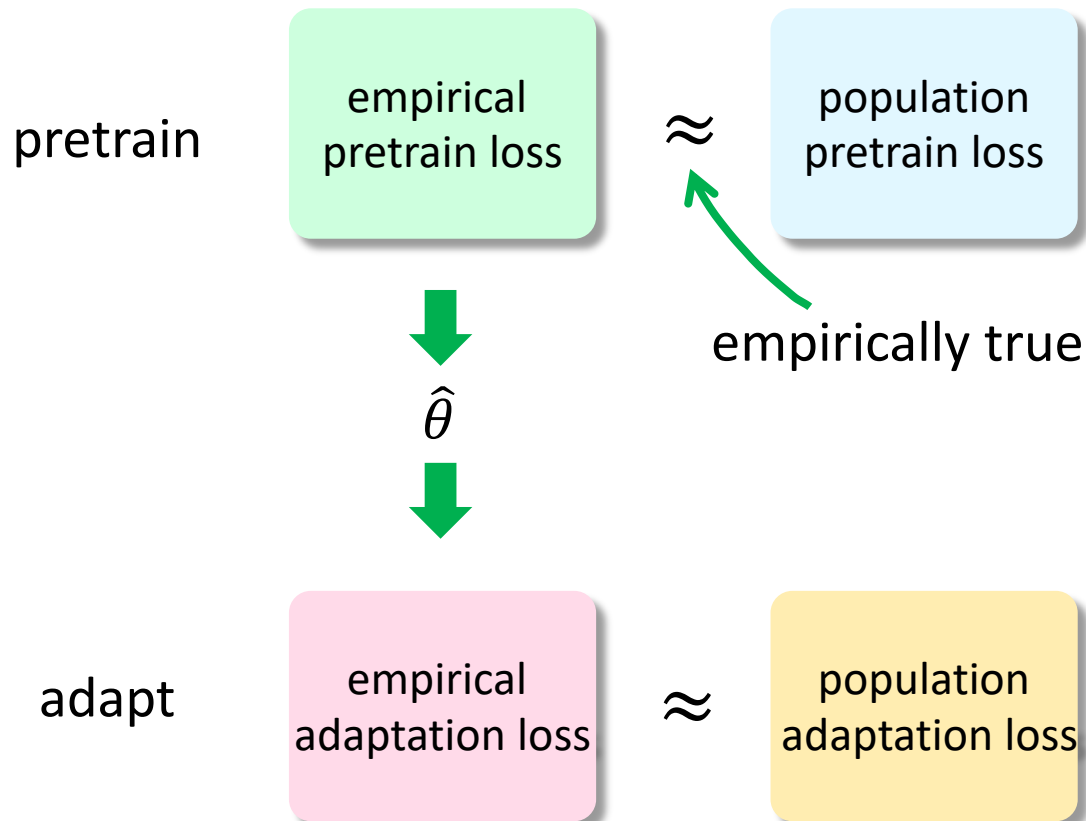 pretrain
empirical
pretrain loss
≈
population
pretrain loss
empirically true
θ̂
adapt
empirical
adaptation loss
≈
population
adaptation loss